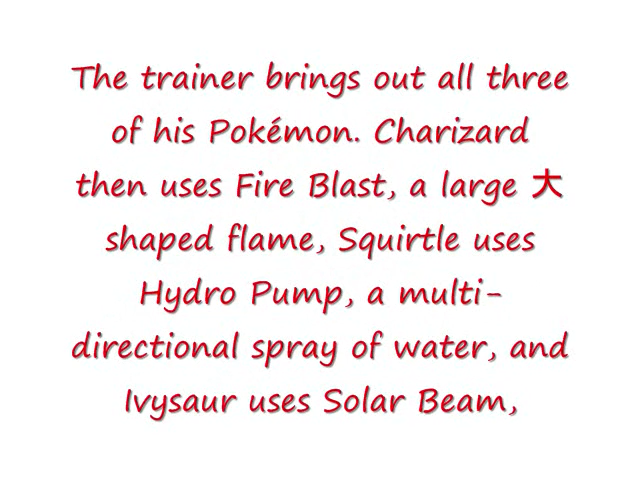 The trainer brings out all three
of his Pokémon. Charizard
then uses Fire Blast, a large 大
shaped flame, Squirtle uses
Hydro Pump, a multi-
directional spray of water, and
Ivysaur uses Solar Beam,